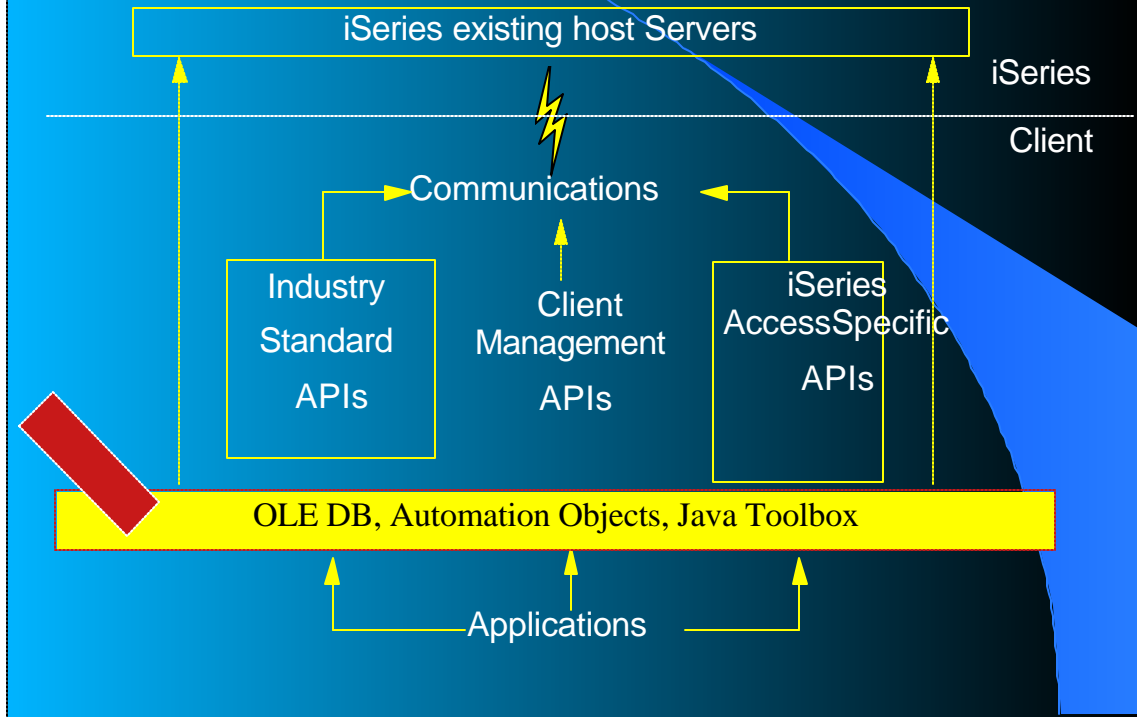 iSeries existing host Servers
iSeries
Client
Communications
Industry
Standard
APIs
Client
Management
APIs
iSeries
AccessSpecific
APIs
OLE DB, Automation Objects, Java Toolbox
Applications